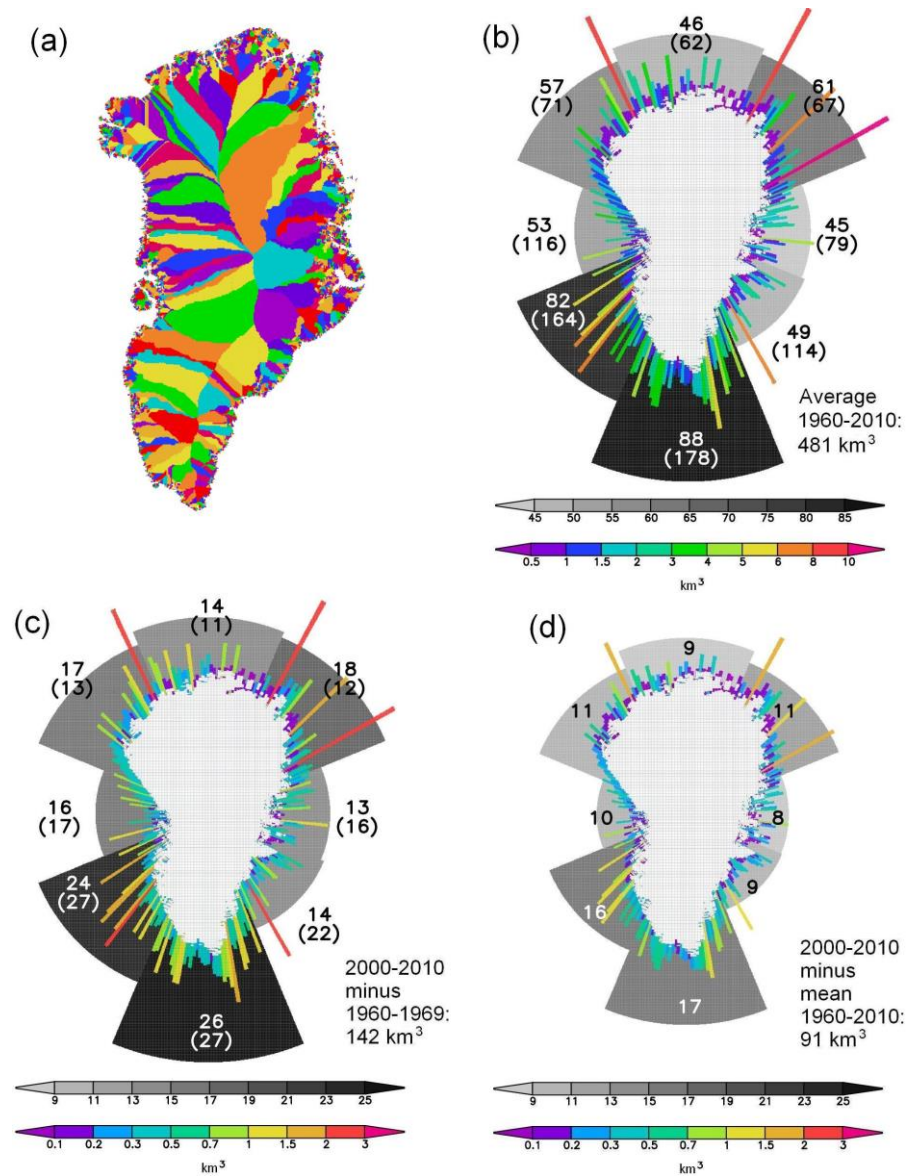 (a)
(b)
46
(62)
57
(71)
61
(67)
53
(116)
45
(79)
82
(164)
49
(114)
88
(178)
Average
1960-2010:
481 km³
45 50 55 60 65 70 75 80 85
0.5 1 1.5 2 3 4 5 6 8 10
km³
(c)
14
(11)
17
(13)
18
(12)
16
(17)
13
(16)
24
(27)
14
(22)
26
(27)
2000-2010
minus
1960-1969:
142 km³
9 11 13 15 17 19 21 23 25
0.1 0.2 0.3 0.5 0.7 1 1.5 2 3
km³
(d)
9
11
11
10
8
16
9
17
2000-2010
minus
mean
1960-2010:
91 km³
9 11 13 15 17 19 21 23 25
0.1 0.2 0.3 0.5 0.7 1 1.5 2 3
km³